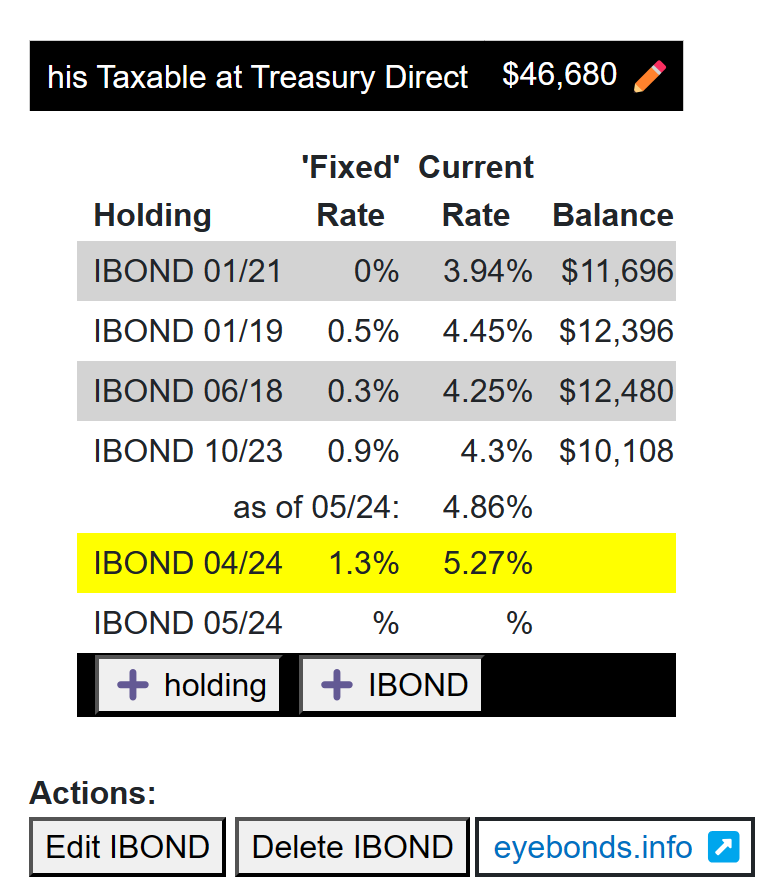 his Taxable at Treasury Direct $46,680
'Fixed' Current
Holding Rate Rate Balance
IBOND 01/21 0% 3.94% $11,696
IBOND 01/19 0.5% 4.45% $12,396
IBOND 06/18 0.3% 4.25% $12,480
IBOND 10/23 0.9% 4.3% $10,108
as of 05/24: 4.86%
IBOND 04/24 1.3% 5.27%
IBOND 05/24 % %
+ holding + IBOND
Actions:
Edit IBOND Delete IBOND eyebonds.info